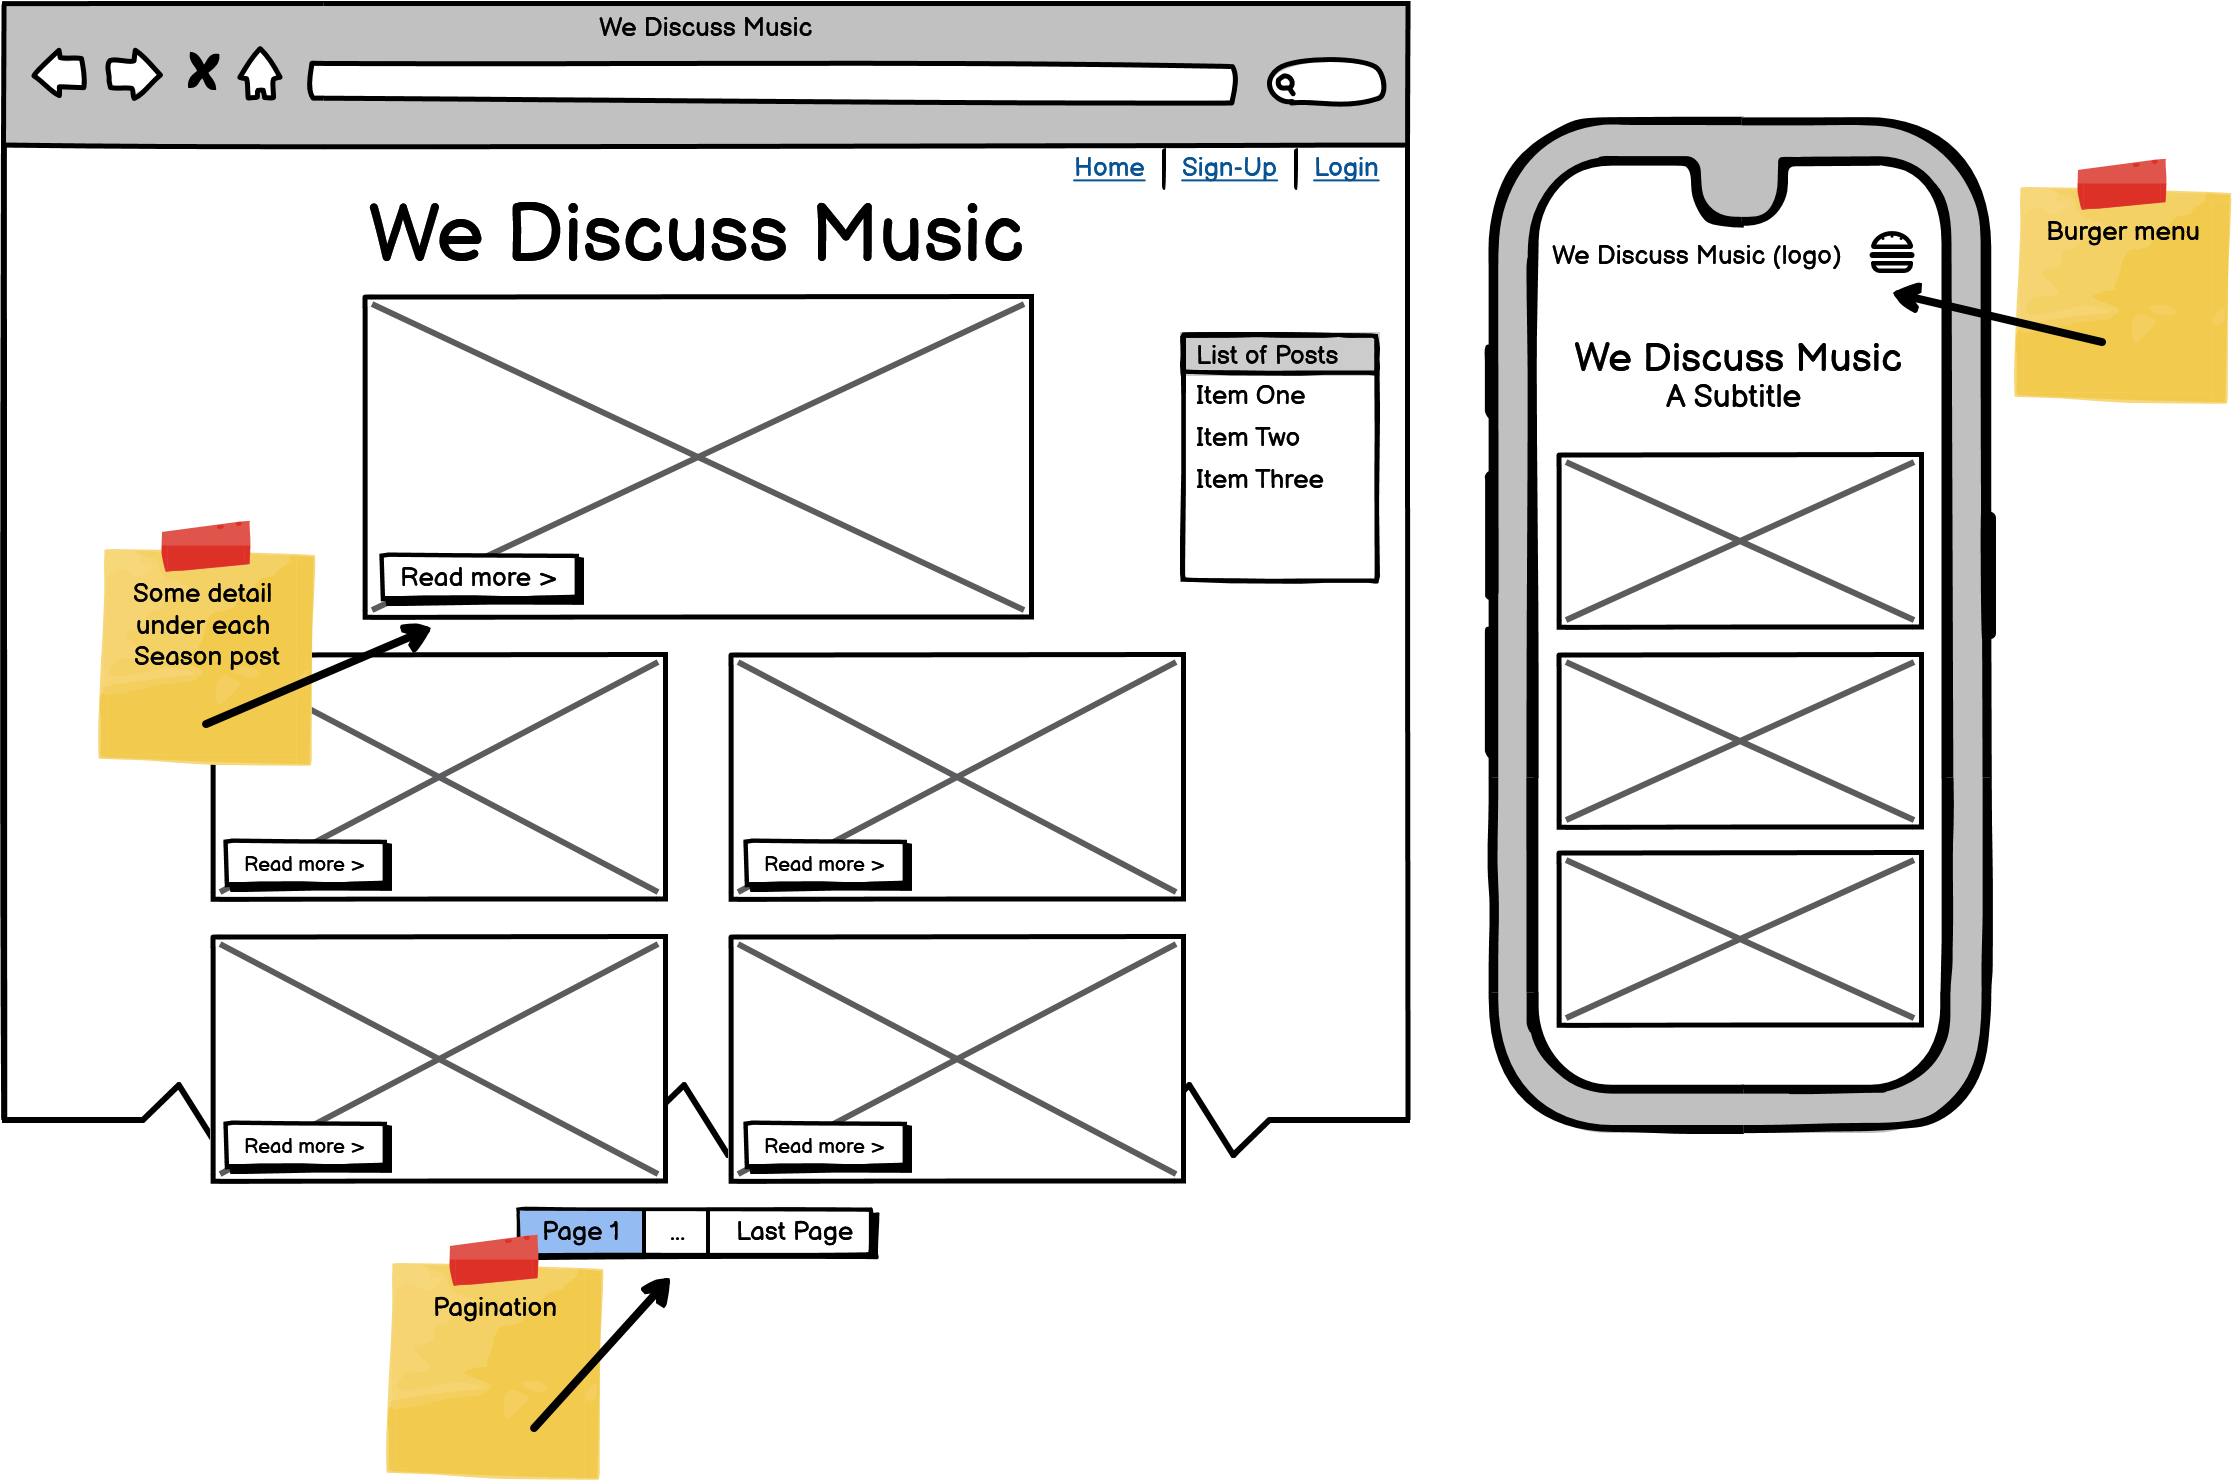 We Discuss Music
Home
Sign-Up
Login
We Discuss Music
List of Posts
Item One
Item Two
Item Three
Read more >
Some detail
under each
Season post
Read more >
Read more >
Read more >
Read more >
Page 1
...
Last Page
Pagination
We Discuss Music (logo)
We Discuss Music
A Subtitle
Burger menu